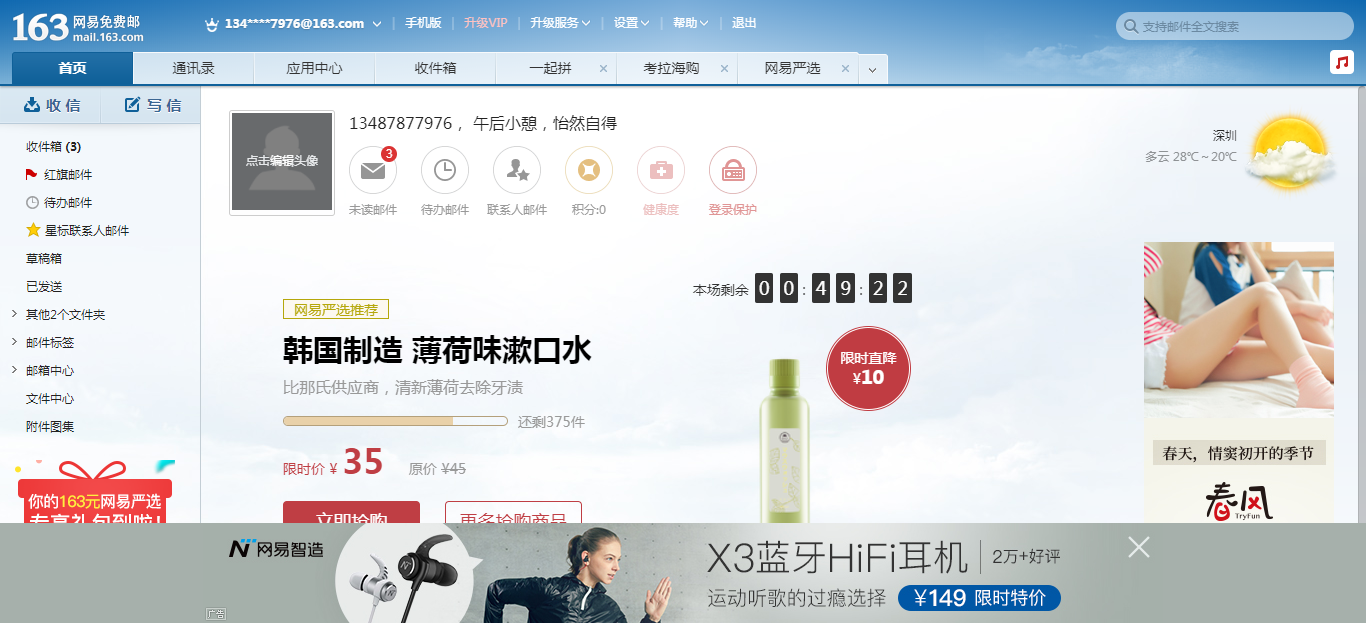 163 网易免费邮
mail.163.com
134****7976@163.com
手机版
升级VIP
升级服务
设置
帮助
退出
支持邮件全文搜索
首页
通讯录
应用中心
收件箱
一起拼
考拉海购
网易严选
收信
写信
收件箱 (3)
红旗邮件
待办邮件
星标联系人邮件
草稿箱
已发送
其他2个文件夹
邮件标签
邮箱中心
文件中心
附件图集
你的163元网易严选
专享礼包到啦!
点击编辑头像
13487877976， 午后小憩，怡然自得
3
未读邮件
待办邮件
联系人邮件
积分:0
健康度
登录保护
深圳
多云 28℃~20℃
本场剩余 00:49:22
网易严选推荐
韩国制造 薄荷味漱口水
比那氏供应商，清新薄荷去除牙渍
还剩375件
限时价 ¥ 35
原价 ¥45
立即抢购
更多抢购商品
限时直降
¥10
春天，情窦初开的季节
春风
TryFun
网易智造
X3蓝牙HiFi耳机
2万+好评
运动听歌的过瘾选择
¥149 限时特价
广告